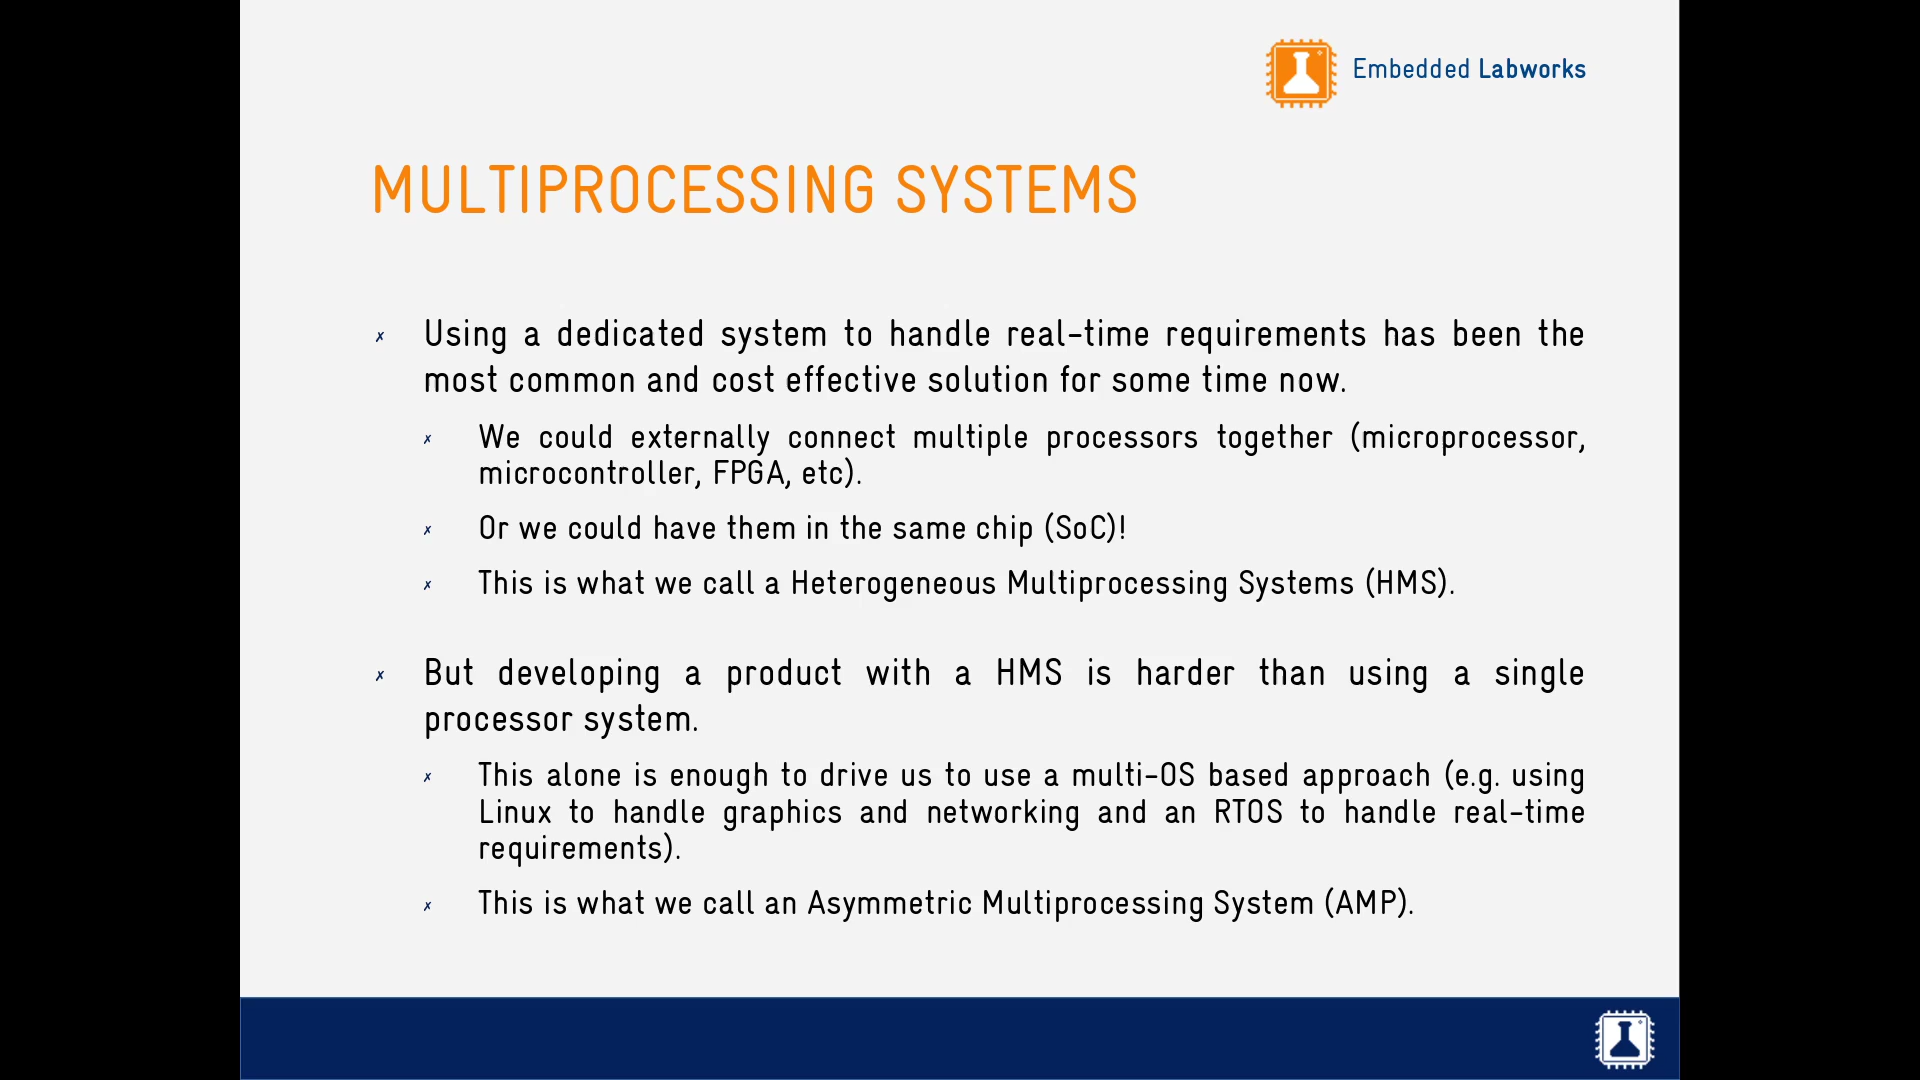 Embedded Labworks
MULTIPROCESSING SYSTEMS
✗ Using a dedicated system to handle real-time requirements has been the
most common and cost effective solution for some time now.
✗ We could externally connect multiple processors together (microprocessor,
microcontroller, FPGA, etc).
✗ Or we could have them in the same chip (SoC)!
✗ This is what we call a Heterogeneous Multiprocessing Systems (HMS).
✗ But developing a product with a HMS is harder than using a single
processor system.
✗ This alone is enough to drive us to use a multi-OS based approach (e.g. using
Linux to handle graphics and networking and an RTOS to handle real-time
requirements).
✗ This is what we call an Asymmetric Multiprocessing System (AMP).